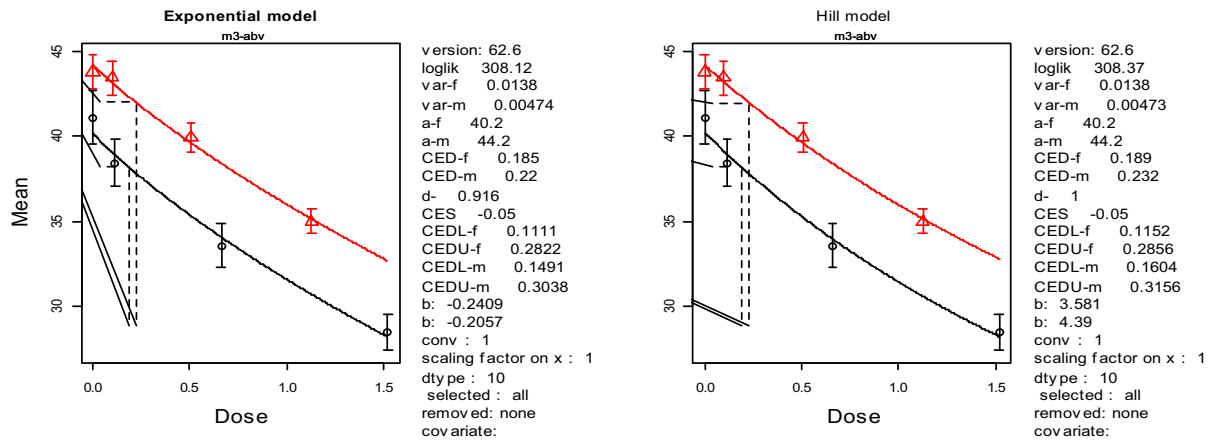 Exponential model
m3-abv
Mean
45
40
35
30
0.0 0.5 1.0 1.5
Dose
version: 62.6
loglik 308.12
var-f 0.0138
var-m 0.00474
a-f 40.2
a-m 44.2
CED-f 0.185
CED-m 0.22
d- 0.916
CES -0.05
CEDL-f 0.1111
CEDU-f 0.2822
CEDL-m 0.1491
CEDU-m 0.3038
b: -0.2409
b: -0.2057
conv : 1
scaling factor on x : 1
dtype : 10
selected : all
removed: none
covariate:
Hill model
m3-abv
45
40
35
30
0.0 0.5 1.0 1.5
Dose
version: 62.6
loglik 308.37
var-f 0.0138
var-m 0.00473
a-f 40.2
a-m 44.2
CED-f 0.189
CED-m 0.232
d- 1
CES -0.05
CEDL-f 0.1152
CEDU-f 0.2856
CEDL-m 0.1604
CEDU-m 0.3156
b: 3.581
b: 4.39
conv : 1
scaling factor on x : 1
dtype : 10
selected : all
removed: none
covariate: